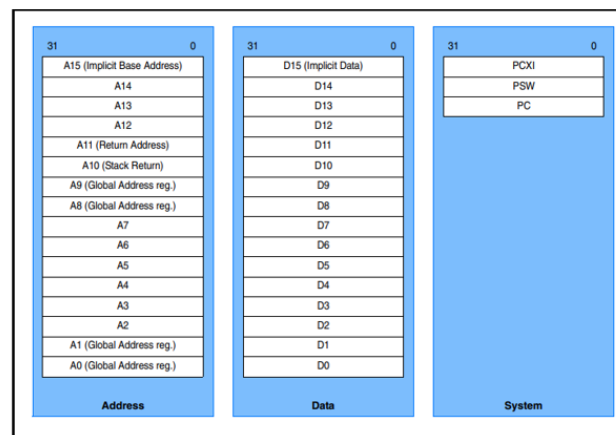 31 0
A15 (Implicit Base Address)
A14
A13
A12
A11 (Return Address)
A10 (Stack Return)
A9 (Global Address reg.)
A8 (Global Address reg.)
A7
A6
A5
A4
A3
A2
A1 (Global Address reg.)
A0 (Global Address reg.)
Address
31 0
D15 (Implicit Data)
D14
D13
D12
D11
D10
D9
D8
D7
D6
D5
D4
D3
D2
D1
D0
Data
31 0
PCXI
PSW
PC
System